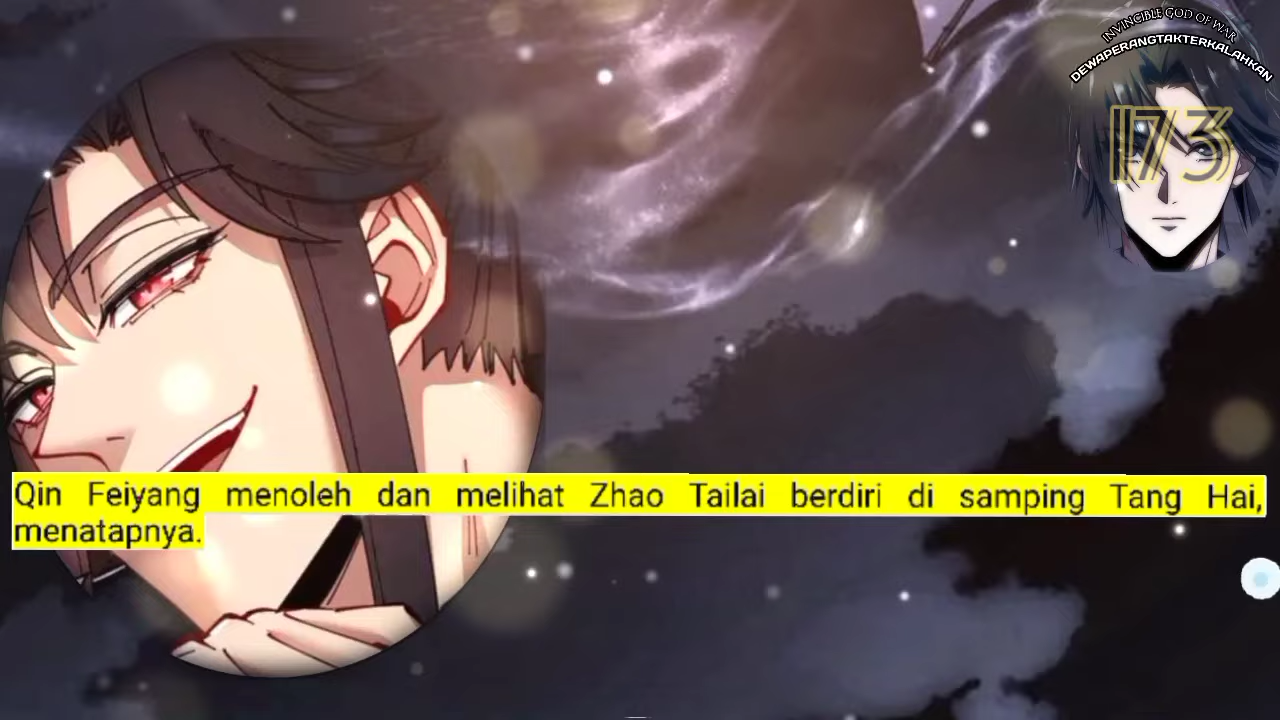 INVINCIBLE GOD OF WAR
DEWAPERANGTAKTERKALAHKAN
173
Qin Feiyang menoleh dan melihat Zhao Tailai berdiri di samping Tang Hai,
menatapnya.